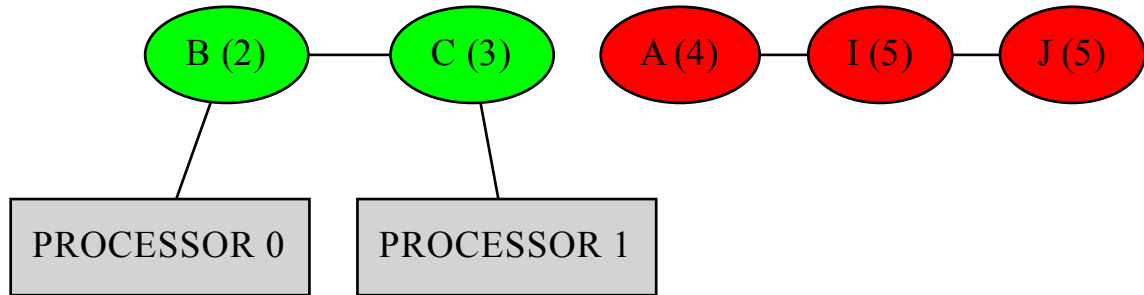 B (2)
C (3)
A (4)
I (5)
J (5)
PROCESSOR 0
PROCESSOR 1